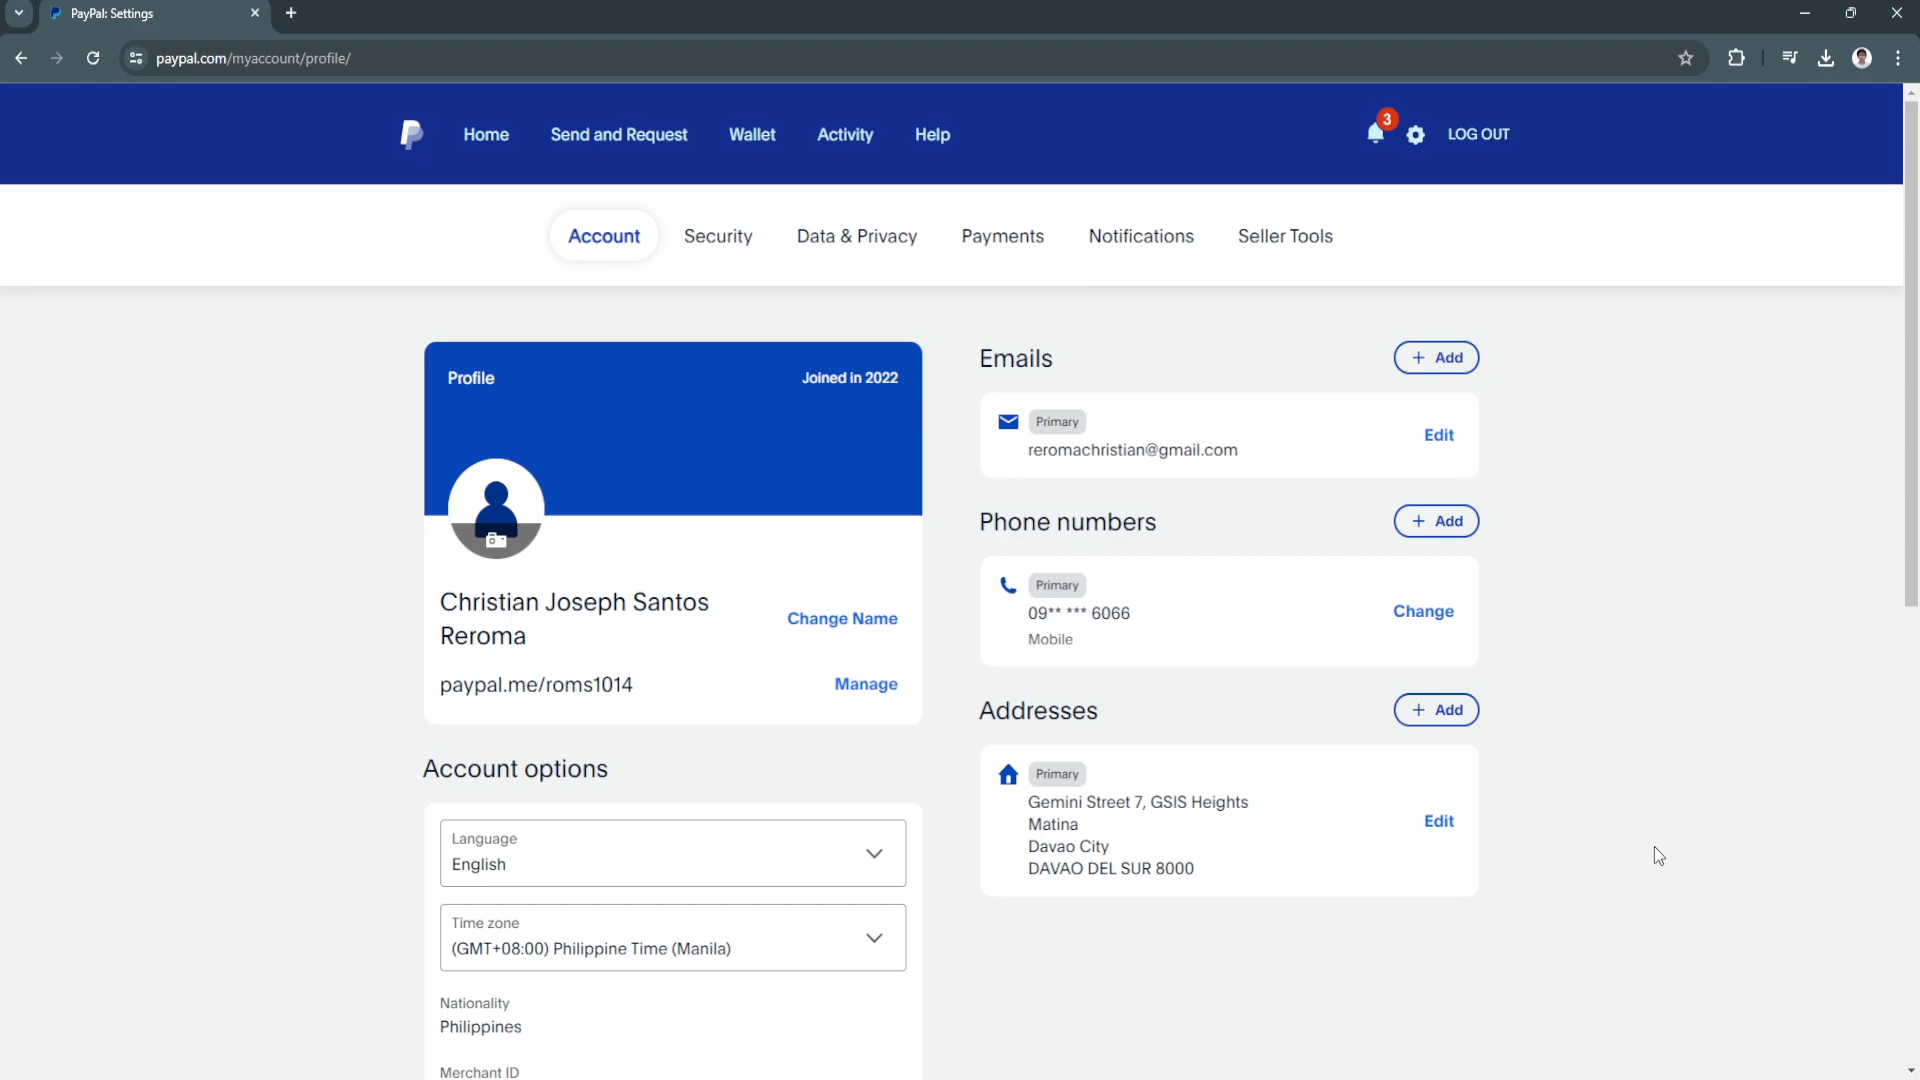 PayPal: Settings
paypal.com/myaccount/profile/
Home Send and Request Wallet Activity Help 3 LOG OUT
Account Security Data & Privacy Payments Notifications Seller Tools
Profile Joined in 2022
Christian Joseph Santos
Reroma
Change Name
paypal.me/roms1014 Manage
Account options
Language
English
Time zone
(GMT+08:00) Philippine Time (Manila)
Nationality
Philippines
Merchant ID
Emails + Add
Primary
reromachristian@gmail.com
Edit
Phone numbers + Add
Primary
09** *** 6066
Mobile
Change
Addresses + Add
Primary
Gemini Street 7, GSIS Heights
Matina
Davao City
DAVAO DEL SUR 8000
Edit